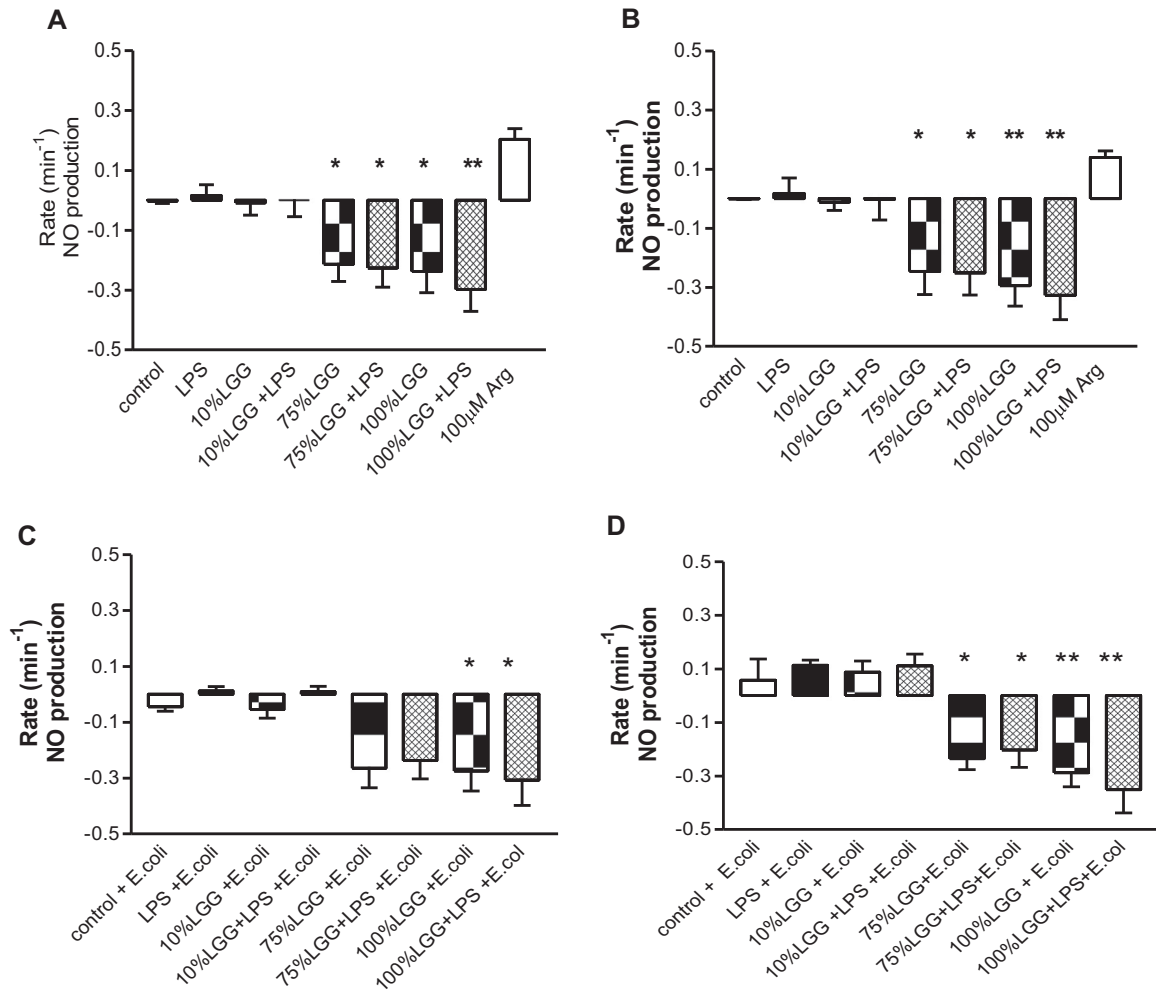 A
0.5
0.3
0.1
-0.1
-0.3
-0.5
Rate (min-1)
NO production
* * * **
control
LPS
10%LGG
10%LGG +LPS
75%LGG
75%LGG +LPS
100%LGG
100%LGG +LPS
100μM Arg
B
0.5
0.3
0.1
-0.1
-0.3
-0.5
Rate (min-1)
NO production
* * ** **
control
LPS
10%LGG
10%LGG +LPS
75%LGG
75%LGG +LPS
100%LGG
100%LGG +LPS
100μM Arg
C
0.5
0.3
0.1
-0.1
-0.3
-0.5
Rate (min-1)
NO production
* *
control + E.coli
LPS +E.coli
10%LGG +E.coli
10%LGG+LPS +E.coli
75%LGG +E.coli
75%LGG+LPS +E.coli
100%LGG +E.coli
100%LGG+LPS +E.col
D
0.5
0.3
0.1
-0.1
-0.3
-0.5
Rate (min-1)
NO production
* * ** **
control + E.coli
LPS + E.coli
10%LGG + E.coli
10%LGG +LPS +E.coli
75%LGG+E.coli
75%LGG+LPS+E.coli
100%LGG + E.coli
100%LGG+LPS+E.col